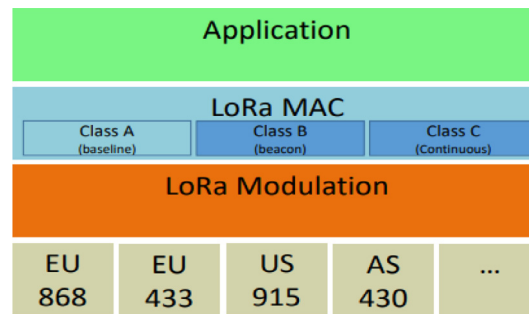 Application
LoRa MAC
Class A
(baseline)
Class B
(beacon)
Class C
(Continuous)
LoRa Modulation
EU
868
EU
433
US
915
AS
430
...